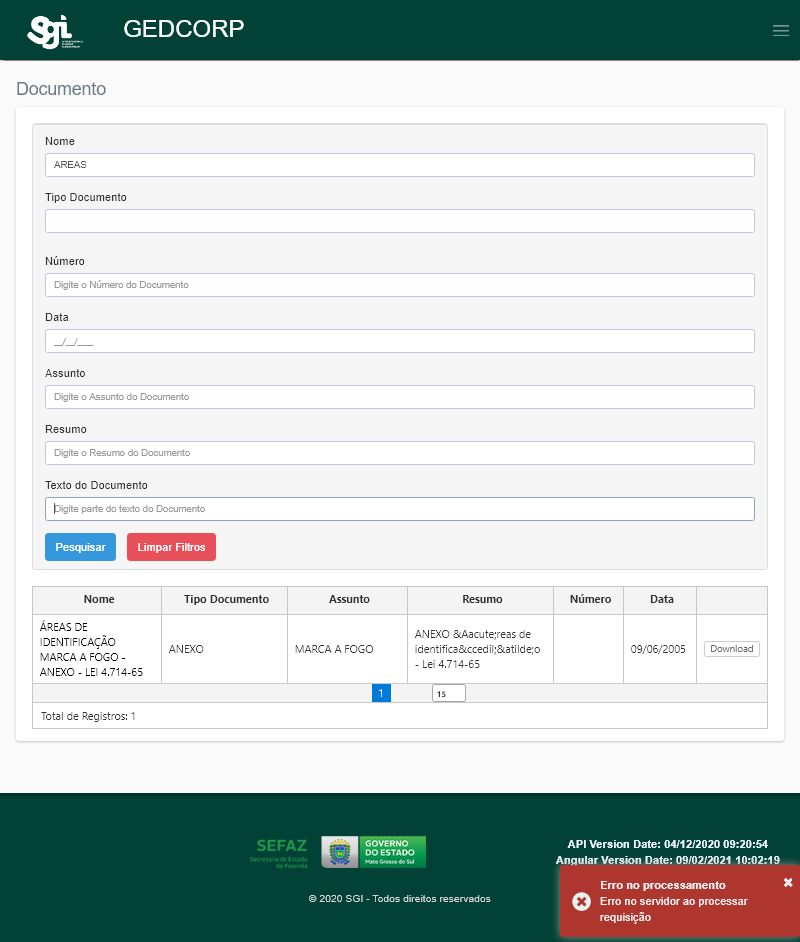 Sgi
GEDCORP
Documento
Nome
AREAS
Tipo Documento
Número
Digite o Número do Documento
Data
__/__/____
Assunto
Digite o Assunto do Documento
Resumo
Digite o Resumo do Documento
Texto do Documento
Digite parte do texto do Documento
Pesquisar Limpar Filtros
Nome Tipo Documento Assunto Resumo Número Data
ÁREAS DE
IDENTIFICAÇÃO
MARCA A FOGO -
ANEXO - LEI 4.714-65
ANEXO
MARCA A FOGO
ANEXO &Aacute;reas de
identifica&ccedil;&atilde;o
- Lei 4.714-65
09/06/2005
Download
1 15
Total de Registros: 1
SEFAZ
Secretaria de Estado
de Fazenda
GOVERNO
DO ESTADO
Mato Grosso do Sul
API Version Date: 04/12/2020 09:20:54
Angular Version Date: 09/02/2021 10:02:19
© 2020 SGI - Todos direitos reservados
Erro no processamento
Erro no servidor ao processar
requisição